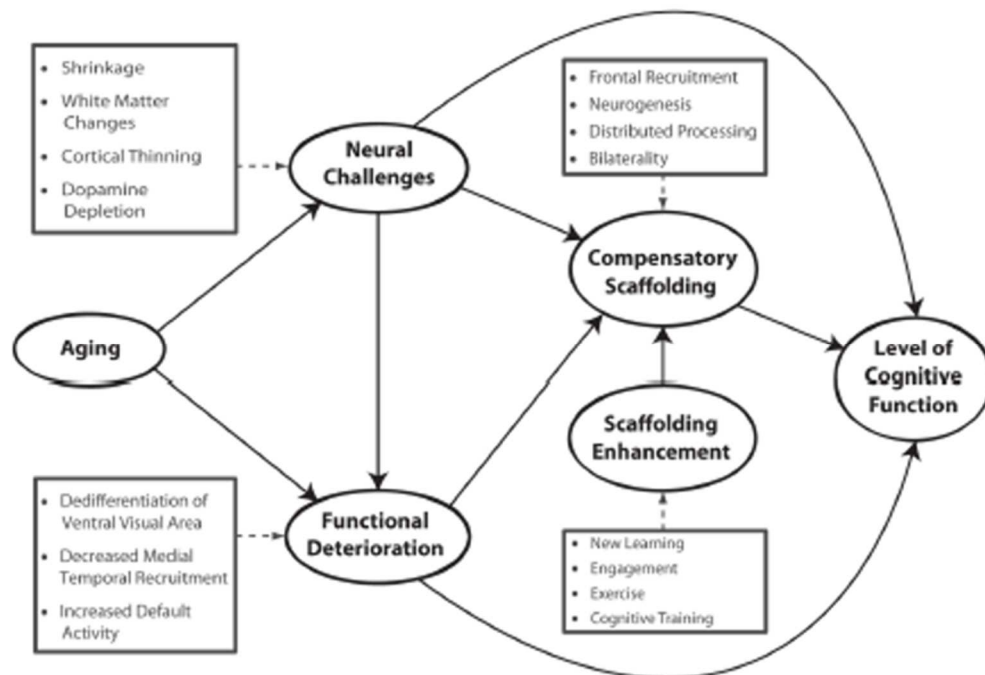 • Shrinkage
• White Matter
Changes
• Cortical Thinning
• Dopamine
Depletion
Neural
Challenges
• Frontal Recruitment
• Neurogenesis
• Distributed Processing
• Bilaterality
Compensatory
Scaffolding
Aging
Level of
Cognitive
Function
Scaffolding
Enhancement
• Dedifferentiation of
Ventral Visual Area
• Decreased Medial
Temporal Recruitment
• Increased Default
Activity
Functional
Deterioration
• New Learning
• Engagement
• Exercise
• Cognitive Training